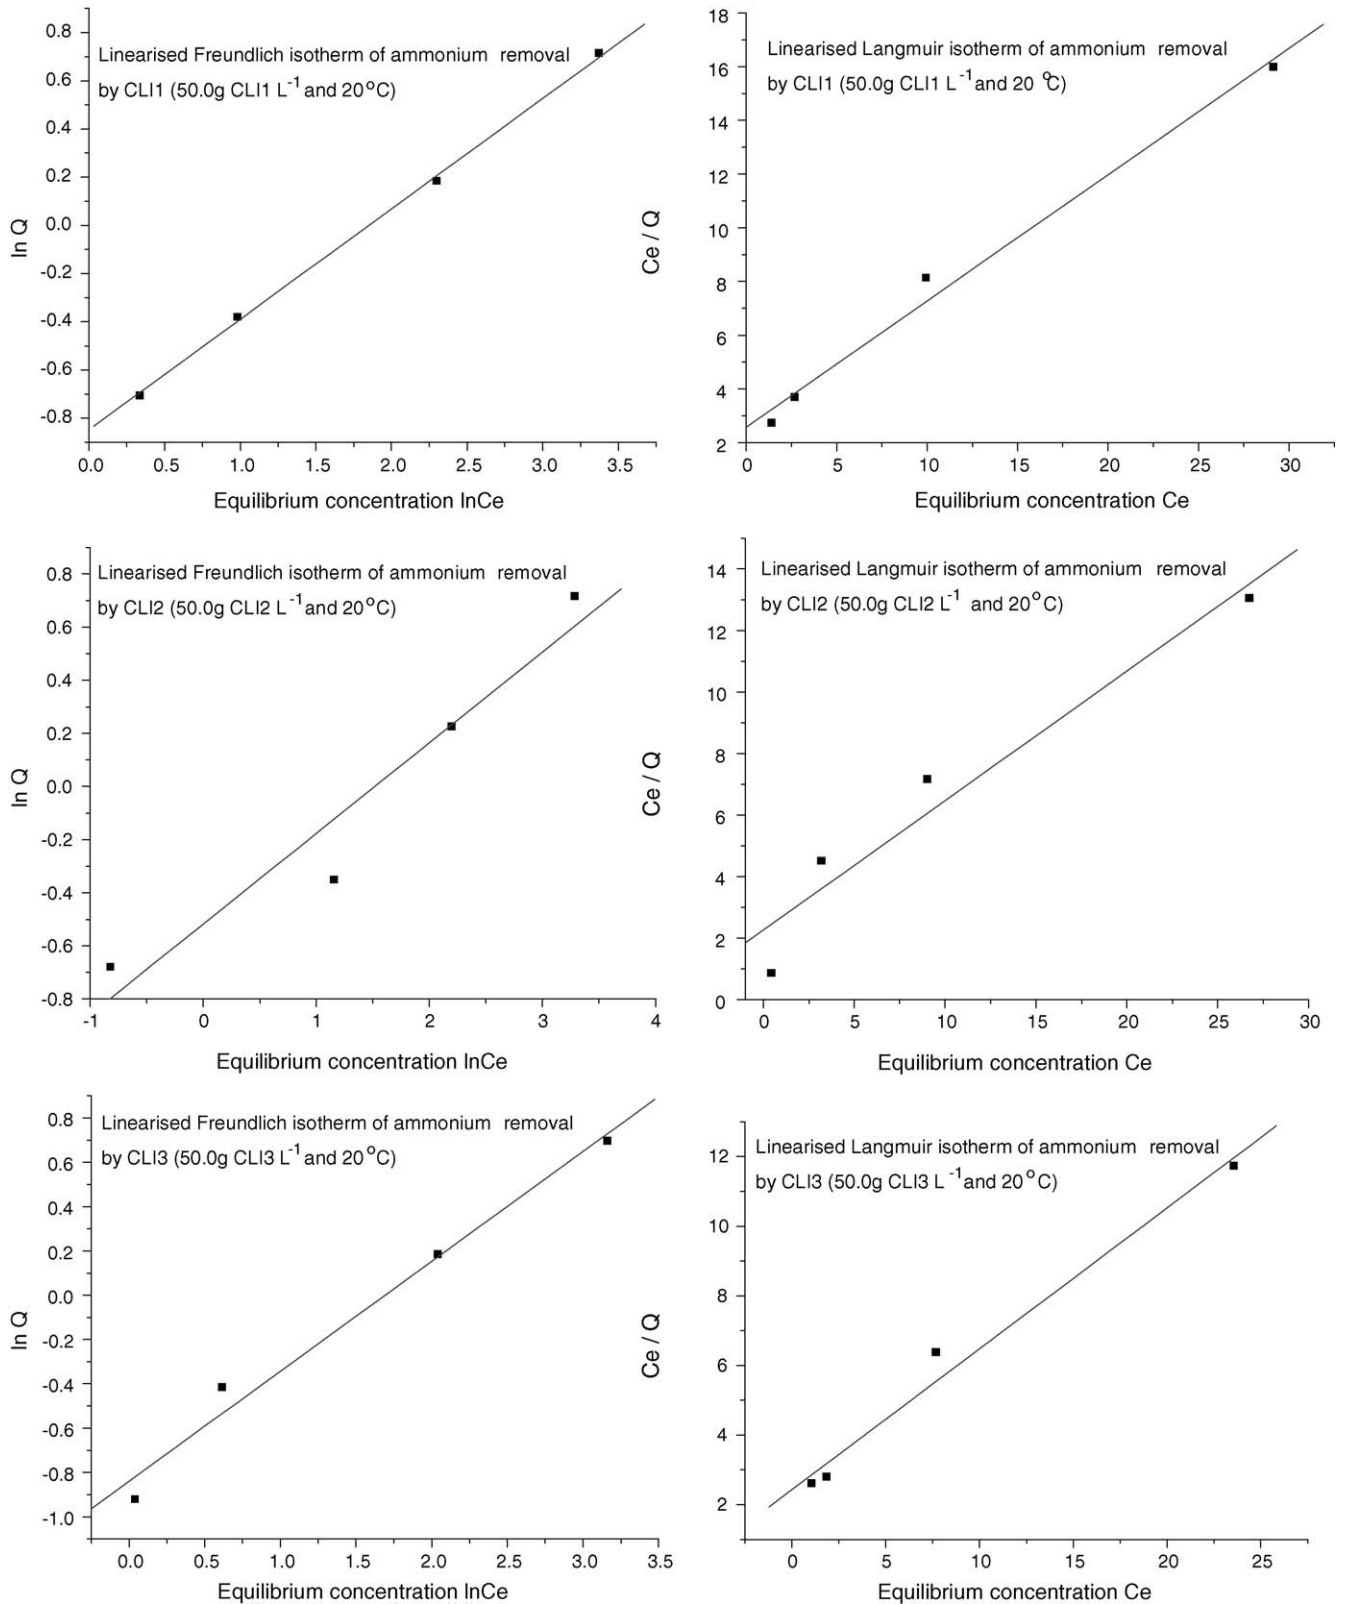 Linearised Freundlich isotherm of ammonium removal
by CLI1 (50.0g CLI1 L-1 and 20°C)
ln Q
0.8
0.6
0.4
0.2
0.0
-0.2
-0.4
-0.6
-0.8
0.0 0.5 1.0 1.5 2.0 2.5 3.0 3.5
Equilibrium concentration lnCe
Linearised Langmuir isotherm of ammonium removal
by CLI1 (50.0g CLI1 L-1 and 20 °C)
Ce / Q
18
16
14
12
10
8
6
4
2
0 5 10 15 20 25 30
Equilibrium concentration Ce
Linearised Freundlich isotherm of ammonium removal
by CLI2 (50.0g CLI2 L-1 and 20°C)
ln Q
0.8
0.6
0.4
0.2
0.0
-0.2
-0.4
-0.6
-0.8
-1 0 1 2 3 4
Equilibrium concentration lnCe
Linearised Langmuir isotherm of ammonium removal
by CLI2 (50.0g CLI2 L-1 and 20°C)
Ce / Q
14
12
10
8
6
4
2
0
0 5 10 15 20 25 30
Equilibrium concentration Ce
Linearised Freundlich isotherm of ammonium removal
by CLI3 (50.0g CLI3 L-1 and 20°C)
ln Q
0.8
0.6
0.4
0.2
0.0
-0.2
-0.4
-0.6
-0.8
-1.0
0.0 0.5 1.0 1.5 2.0 2.5 3.0 3.5
Equilibrium concentration lnCe
Linearised Langmuir isotherm of ammonium removal
by CLI3 (50.0g CLI3 L -1 and 20°C)
Ce / Q
12
10
8
6
4
2
0 5 10 15 20 25
Equilibrium concentration Ce